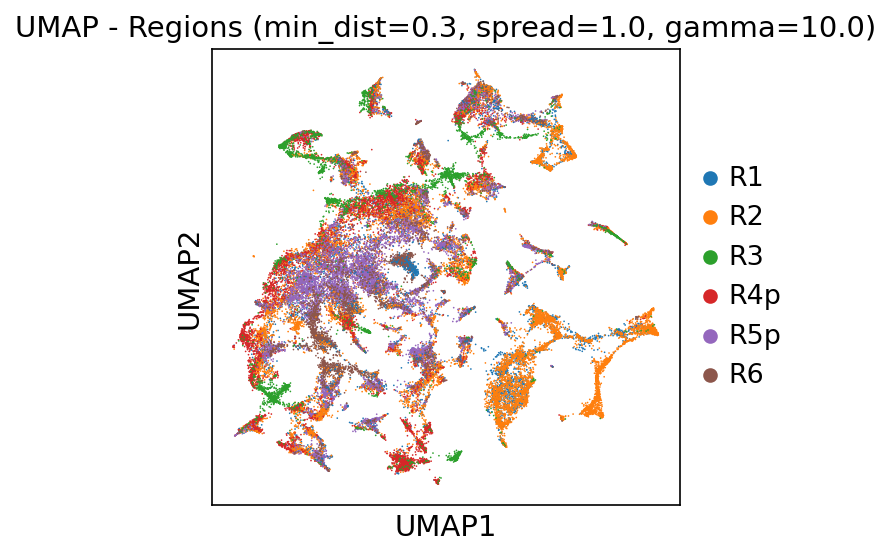 UMAP - Regions (min_dist=0.3, spread=1.0, gamma=10.0)
UMAP2
R1
R2
R3
R4p
R5p
R6
UMAP1